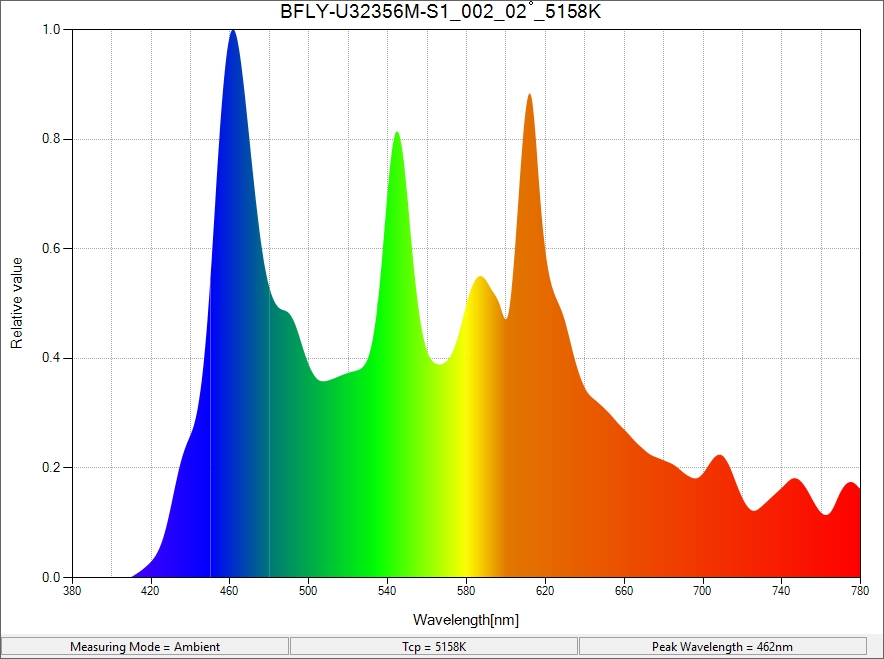 BFLY-U32356M-S1_002_02°_5158K
1.0
0.8
0.6
0.4
0.2
0.0
Relative value
380 420 460 500 540 580 620 660 700 740 780
Wavelength[nm]
Measuring Mode = Ambient Tcp = 5158K Peak Wavelength = 462nm